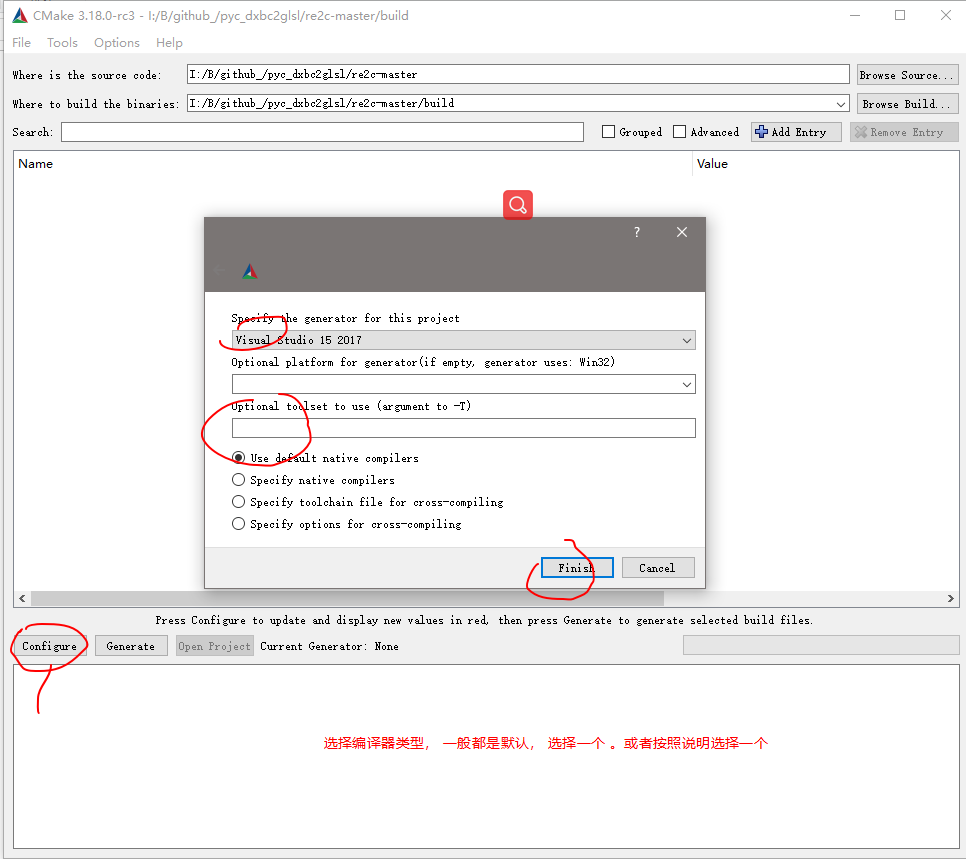 CMake 3.18.0-rc3 - I:/B/github_/pyc_dxbc2glsl/re2c-master/build
File Tools Options Help
Where is the source code: I:/B/github_/pyc_dxbc2glsl/re2c-master Browse Source...
Where to build the binaries: I:/B/github_/pyc_dxbc2glsl/re2c-master/build Browse Build...
Search: Grouped Advanced Add Entry Remove Entry
Name Value
?
Specify the generator for this project
Visual Studio 15 2017
Optional platform for generator(if empty, generator uses: Win32)
Optional toolset to use (argument to -T)
Use default native compilers
Specify native compilers
Specify toolchain file for cross-compiling
Specify options for cross-compiling
Finish Cancel
Press Configure to update and display new values in red, then press Generate to generate selected build files.
Configure Generate Open Project Current Generator: None
选择编译器类型， 一般都是默认， 选择一个 。或者按照说明选择一个